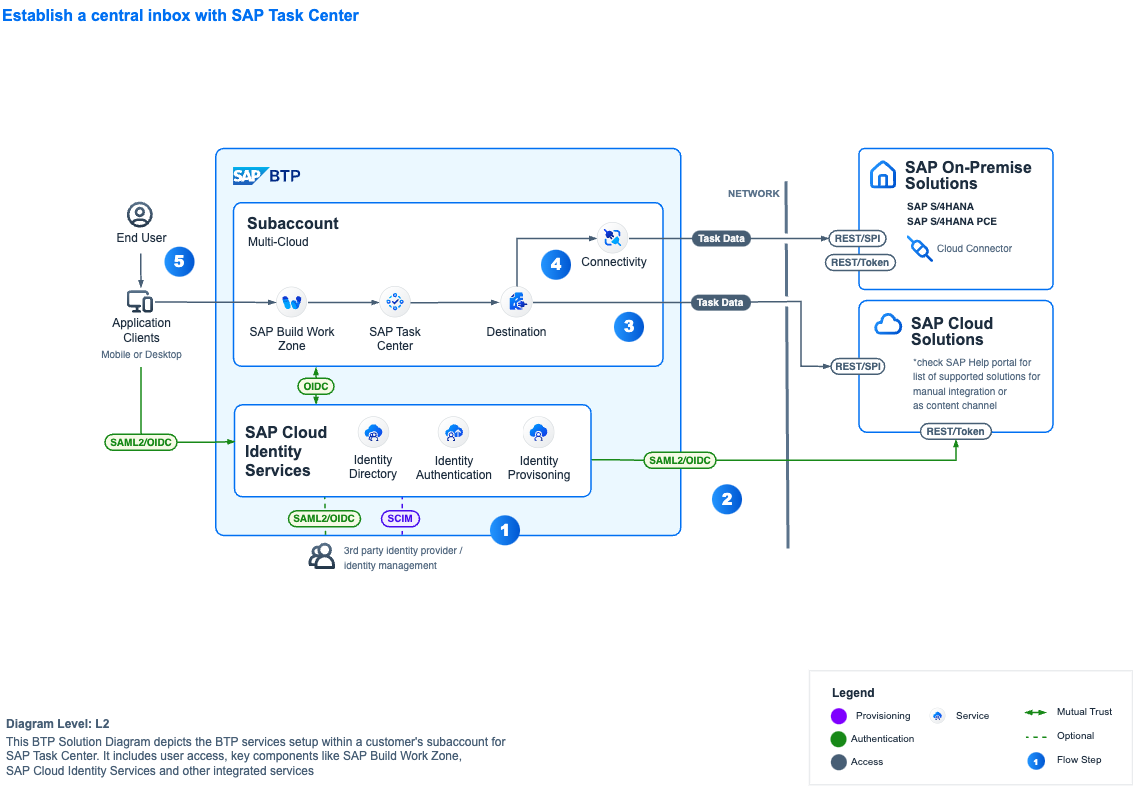 Establish a central inbox with SAP Task Center
SAP BTP
Subaccount
Multi-Cloud
End User
5
Application
Clients
Mobile or Desktop
SAP Build Work
Zone
SAP Task
Center
Destination
4
Connectivity
3
Task Data
Task Data
NETWORK
SAP On-Premise
Solutions
SAP S/4HANA
SAP S/4HANA PCE
REST/SPI
REST/Token
Cloud Connector
SAP Cloud
Solutions
*check SAP Help portal for
list of supported solutions for
manual integration or
as content channel
REST/SPI
REST/Token
OIDC
SAML2/OIDC
SAP Cloud
Identity
Services
Identity
Directory
Identity
Authentication
Identity
Provisoning
SAML2/OIDC
2
SAML2/OIDC
SCIM
1
3rd party identity provider /
identity management
Diagram Level: L2
This BTP Solution Diagram depicts the BTP services setup within a customer's subaccount for
SAP Task Center. It includes user access, key components like SAP Build Work Zone,
SAP Cloud Identity Services and other integrated services
Legend
Provisioning
Service
Mutual Trust
Authentication
Optional
Access
1
Flow Step